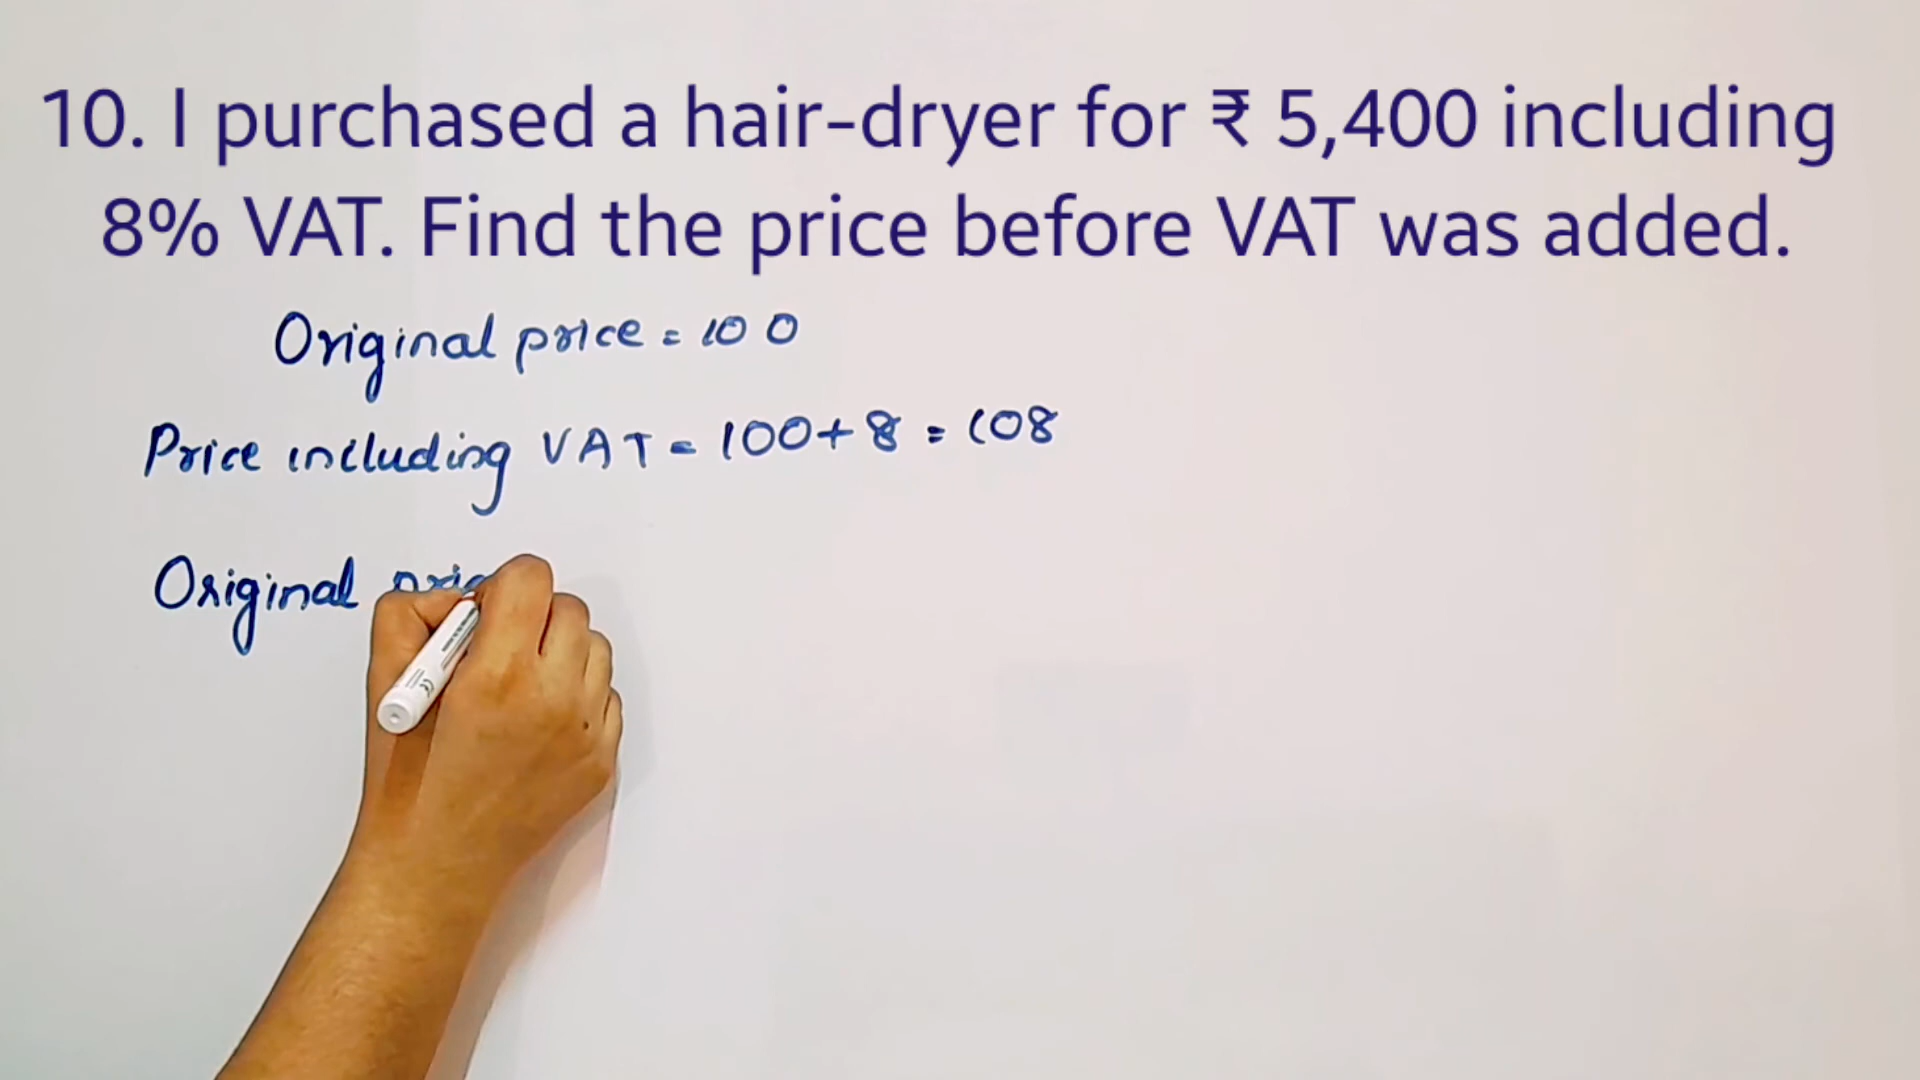 10. I purchased a hair-dryer for ₹ 5,400 including
8% VAT. Find the price before VAT was added.
Original price = 100
Price including VAT = 100+8 = 108
Original